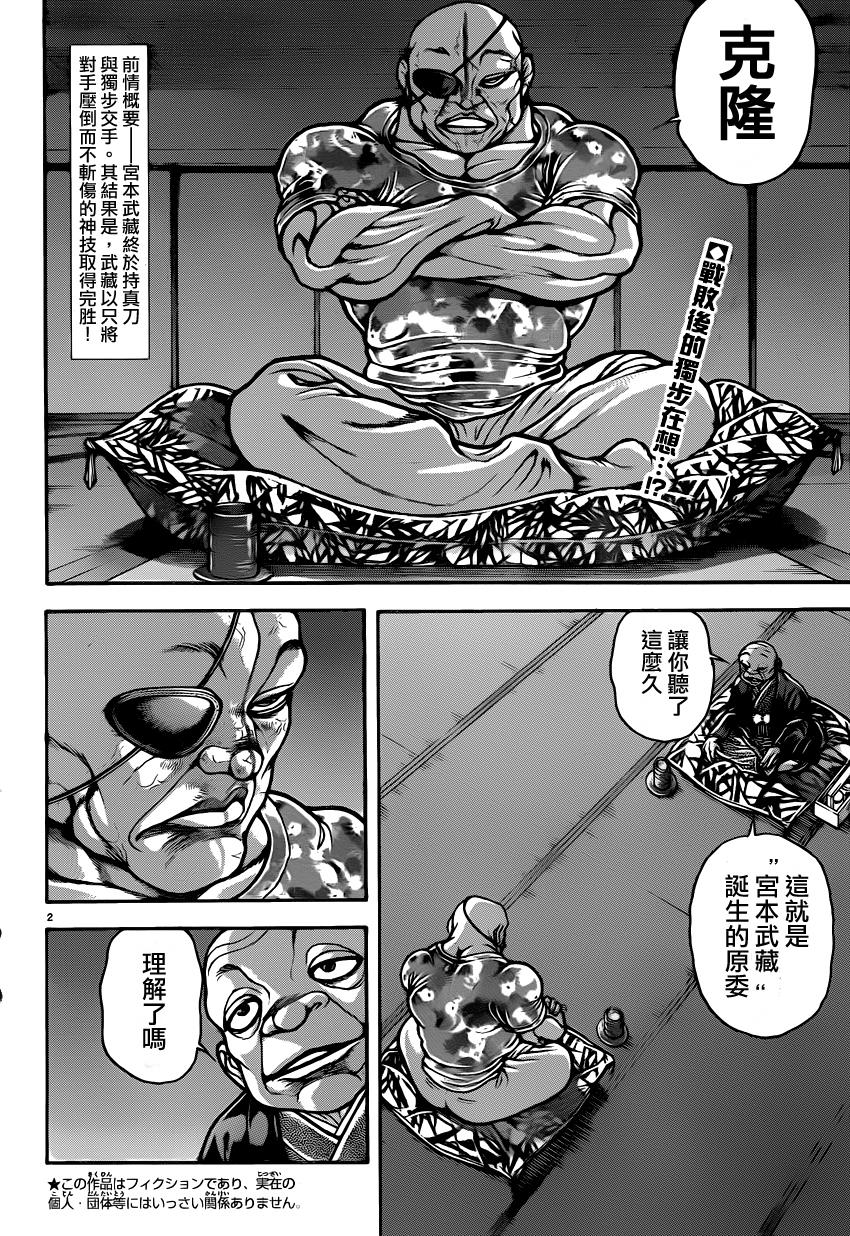 克隆
◆戰敗後的獨步在想…!?
前情概要——宮本武藏終於持真刀
與獨步交手。其結果是，武藏以只將
對手壓倒而不斬傷的神技取得完胜！
讓你聽了
這麼久
這就是
”宮本武藏“
誕生的原委
2
理解了嗎
★この作品はフィクションであり、実在の
個人・団体等にはいっさい関係ありません。